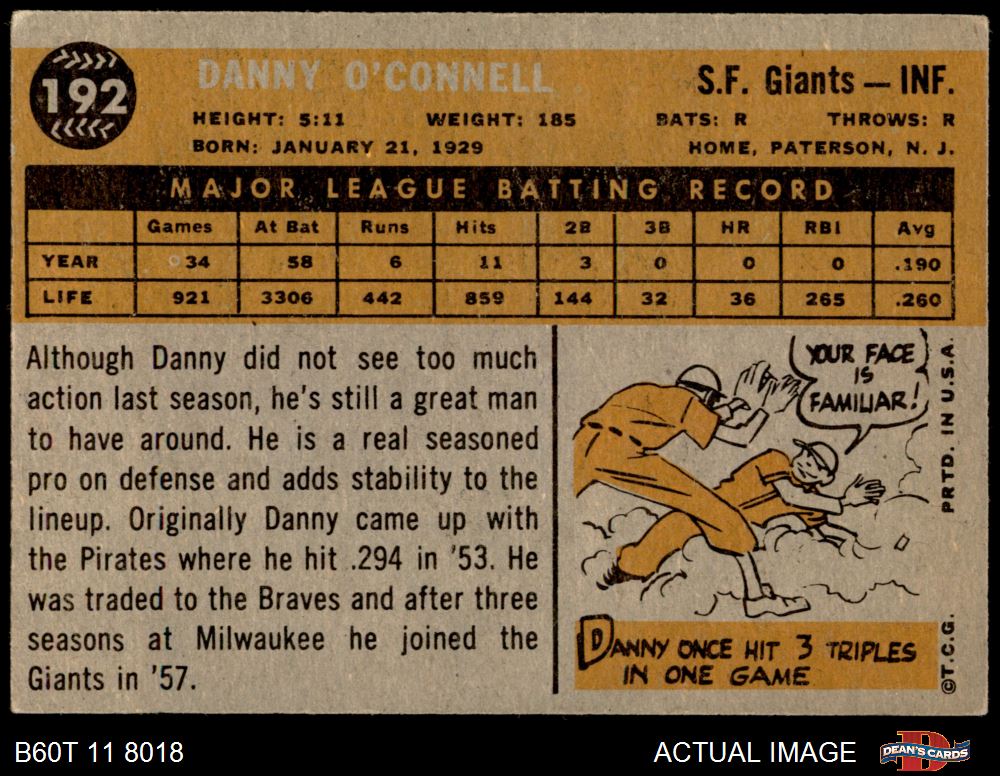 192
DANNY O'CONNELL
S.F. Giants — INF.
HEIGHT: 5:11 WEIGHT: 185 BATS: R THROWS: R
BORN: JANUARY 21, 1929 HOME, PATERSON, N. J.
MAJOR LEAGUE BATTING RECORD
Games At Bat Runs Hits 2B 3B HR RBI Avg
YEAR 34 58 6 11 3 0 0 0 .190
LIFE 921 3306 442 859 144 32 36 265 .260
Although Danny did not see too much
action last season, he's still a great man
to have around. He is a real seasoned
pro on defense and adds stability to the
lineup. Originally Danny came up with
the Pirates where he hit .294 in '53. He
was traded to the Braves and after three
seasons at Milwaukee he joined the
Giants in '57.
YOUR FACE
IS
FAMILIAR!
DANNY ONCE HIT 3 TRIPLES
IN ONE GAME
©T.C.G. PRTD. IN U.S.A.
B60T 11 8018
ACTUAL IMAGE
D
DEAN'S CARDS